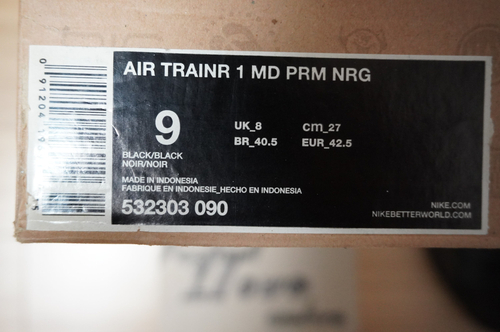 AIR TRAINR 1 MD PRM NRG
9
UK_8
cm_27
BR_40.5
EUR_42.5
BLACK/BLACK
NOIR/NOIR
MADE IN INDONESIA
FABRIQUE EN INDONESIE_HECHO EN INDONESIA
532303 090
NIKE.COM
NIKEBETTERWORLD.COM